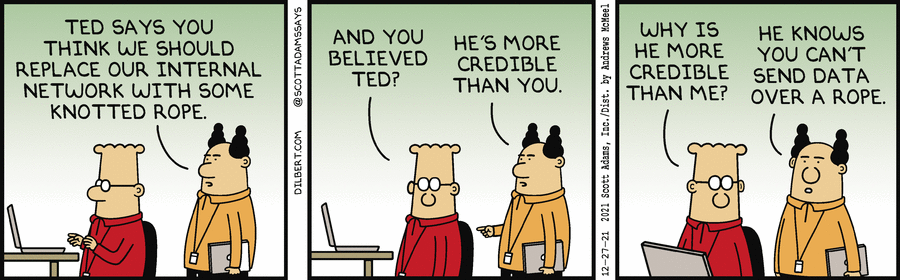 TED SAYS YOU
THINK WE SHOULD
REPLACE OUR INTERNAL
NETWORK WITH SOME
KNOTTED ROPE.
DILBERT.COM @SCOTTADAMSSAYS
AND YOU
BELIEVED
TED?
HE'S MORE
CREDIBLE
THAN YOU.
12-27-21 2021 Scott Adams, Inc./Dist. by Andrews McMeel
WHY IS
HE MORE
CREDIBLE
THAN ME?
HE KNOWS
YOU CAN'T
SEND DATA
OVER A ROPE.